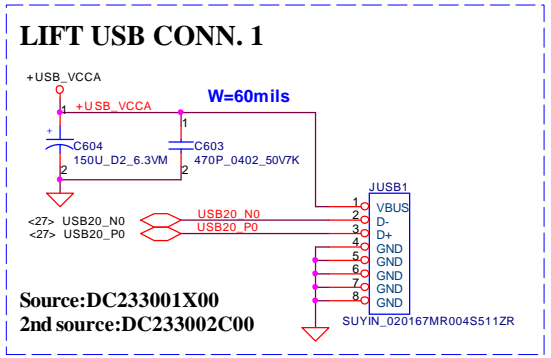 LIFT USB CONN. 1
+USB_VCCA
+USB_VCCA
W=60mils
1
1
+
C604
150U_D2_6.3VM
C603
470P_0402_50V7K
2
2
JUSB1
1 VBUS
<27> USB20_N0 USB20_N0 2 D-
<27> USB20_P0 USB20_P0 3 D+
4 GND
5 GND
6 GND
7 GND
8 GND
Source:DC233001X00
2nd source:DC233002C00
SUYIN_020167MR004S511ZR